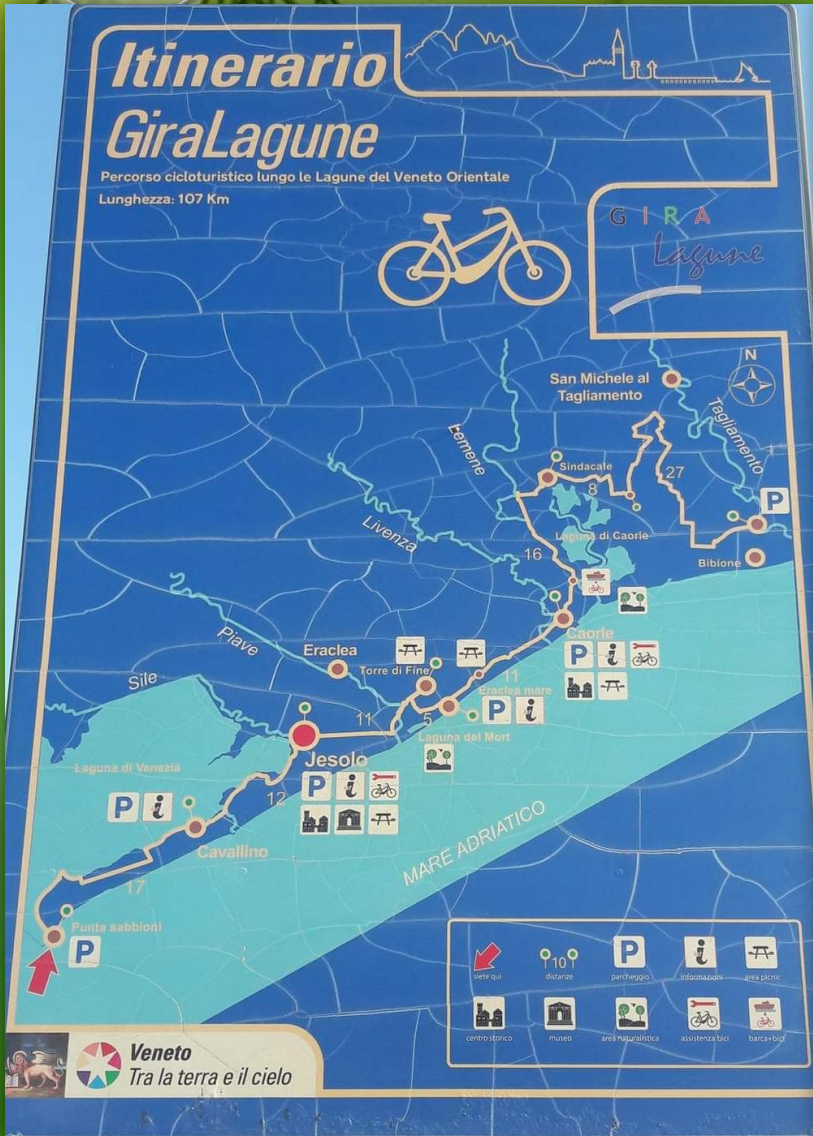 Itinerario
GiraLagune
Percorso cicloturistico lungo le Lagune del Veneto Orientale
Lunghezza: 107 Km
GIRA
Lagune
N
San Michele al
Tagliamento
Tagliamento
Lemene
Sindacale
27
8
P
Livenza
Laguna di Caorle
16
Bibione
Piave
Caorle
Eraclea
P i
Torre di Fine
11
Sile
Eraclea mare
5
P i
11
Laguna del Mort
Jesolo
Laguna di Venezia
P i
12
P i
Cavallino
MARE ADRIATICO
17
Punta sabbioni
P
10
P
i
siete qui
distanze
parcheggio
informazioni
area picnic
centro storico
museo
area naturalistica
assistenza bici
barca+bici
Veneto
Tra la terra e il cielo